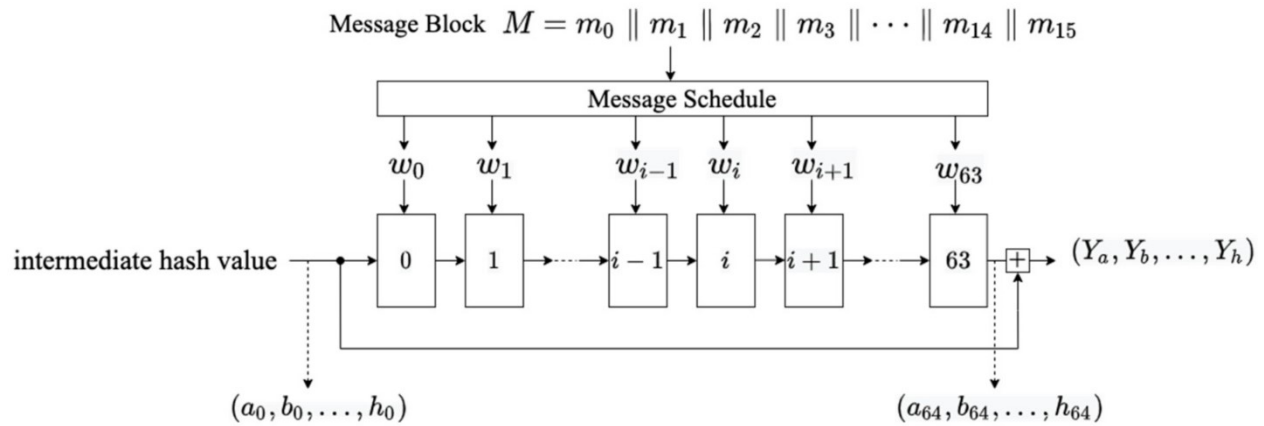 Message Block M = m₀ ∥ m₁ ∥ m₂ ∥ m₃ ∥ ⋯ ∥ m₁₄ ∥ m₁₅
Message Schedule
w₀ w₁ wᵢ₋₁ wᵢ wᵢ₊₁ w₆₃
intermediate hash value 0 1 i − 1 i i + 1 63 + (Yₐ, Y_b, …, Yₕ)
(a₀, b₀, …, h₀) (a₆₄, b₆₄, …, h₆₄)